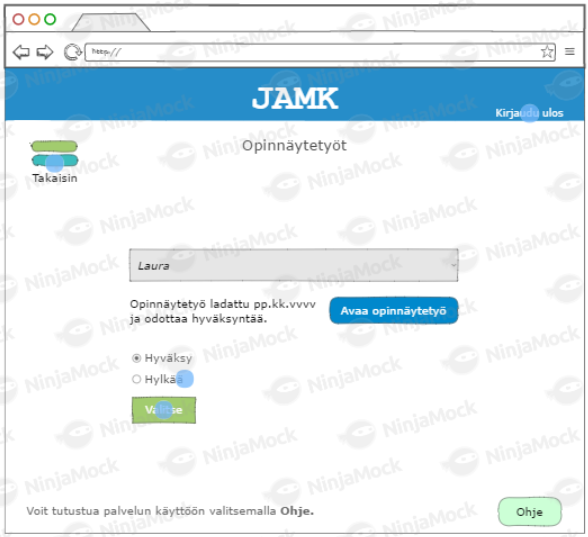 http://
JAMK
Kirjaudu ulos
Opinnäytetyöt
Takaisin
Laura
Opinnäytetyö ladattu pp.kk.vvvv
ja odottaa hyväksyntää.
Avaa opinnäytetyö
Hyväksy
Hylkää
Valitse
Voit tutustua palvelun käyttöön valitsemalla Ohje.
Ohje
NinjaMock